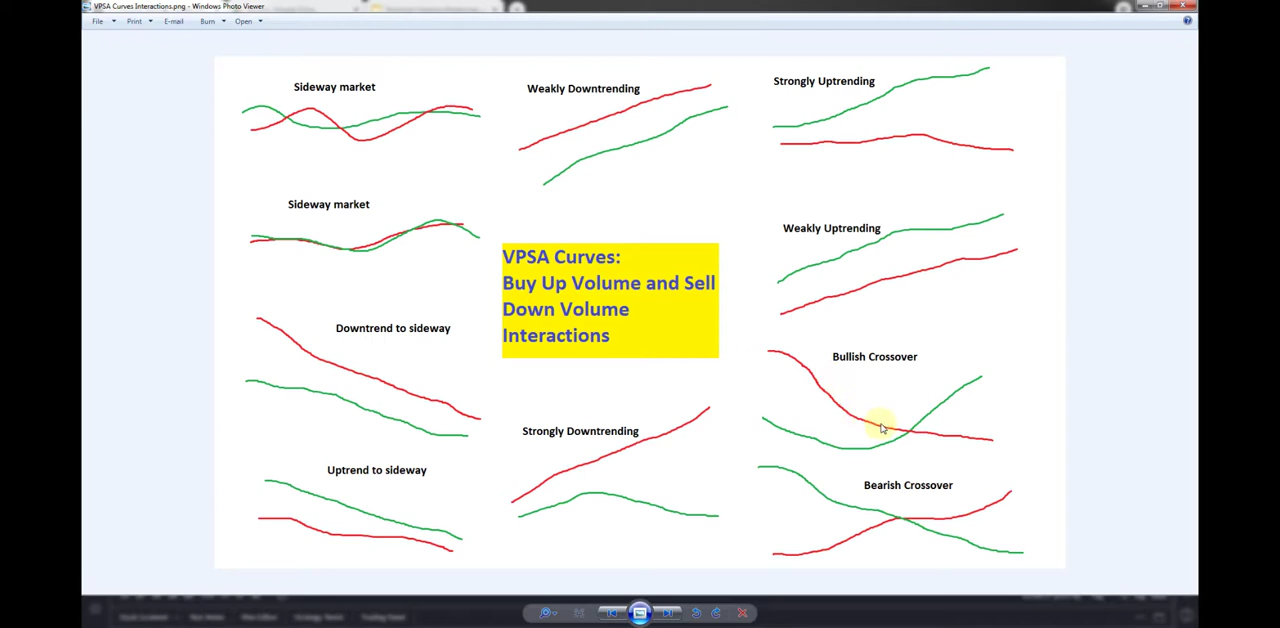 VPSA Curves Interactions.png - Windows Photo Viewer
File Print E-mail Burn Open
Sideway market
Weakly Downtrending
Strongly Uptrending
Sideway market
Weakly Uptrending
VPSA Curves:
Buy Up Volume and Sell
Down Volume
Interactions
Downtrend to sideway
Bullish Crossover
Strongly Downtrending
Uptrend to sideway
Bearish Crossover